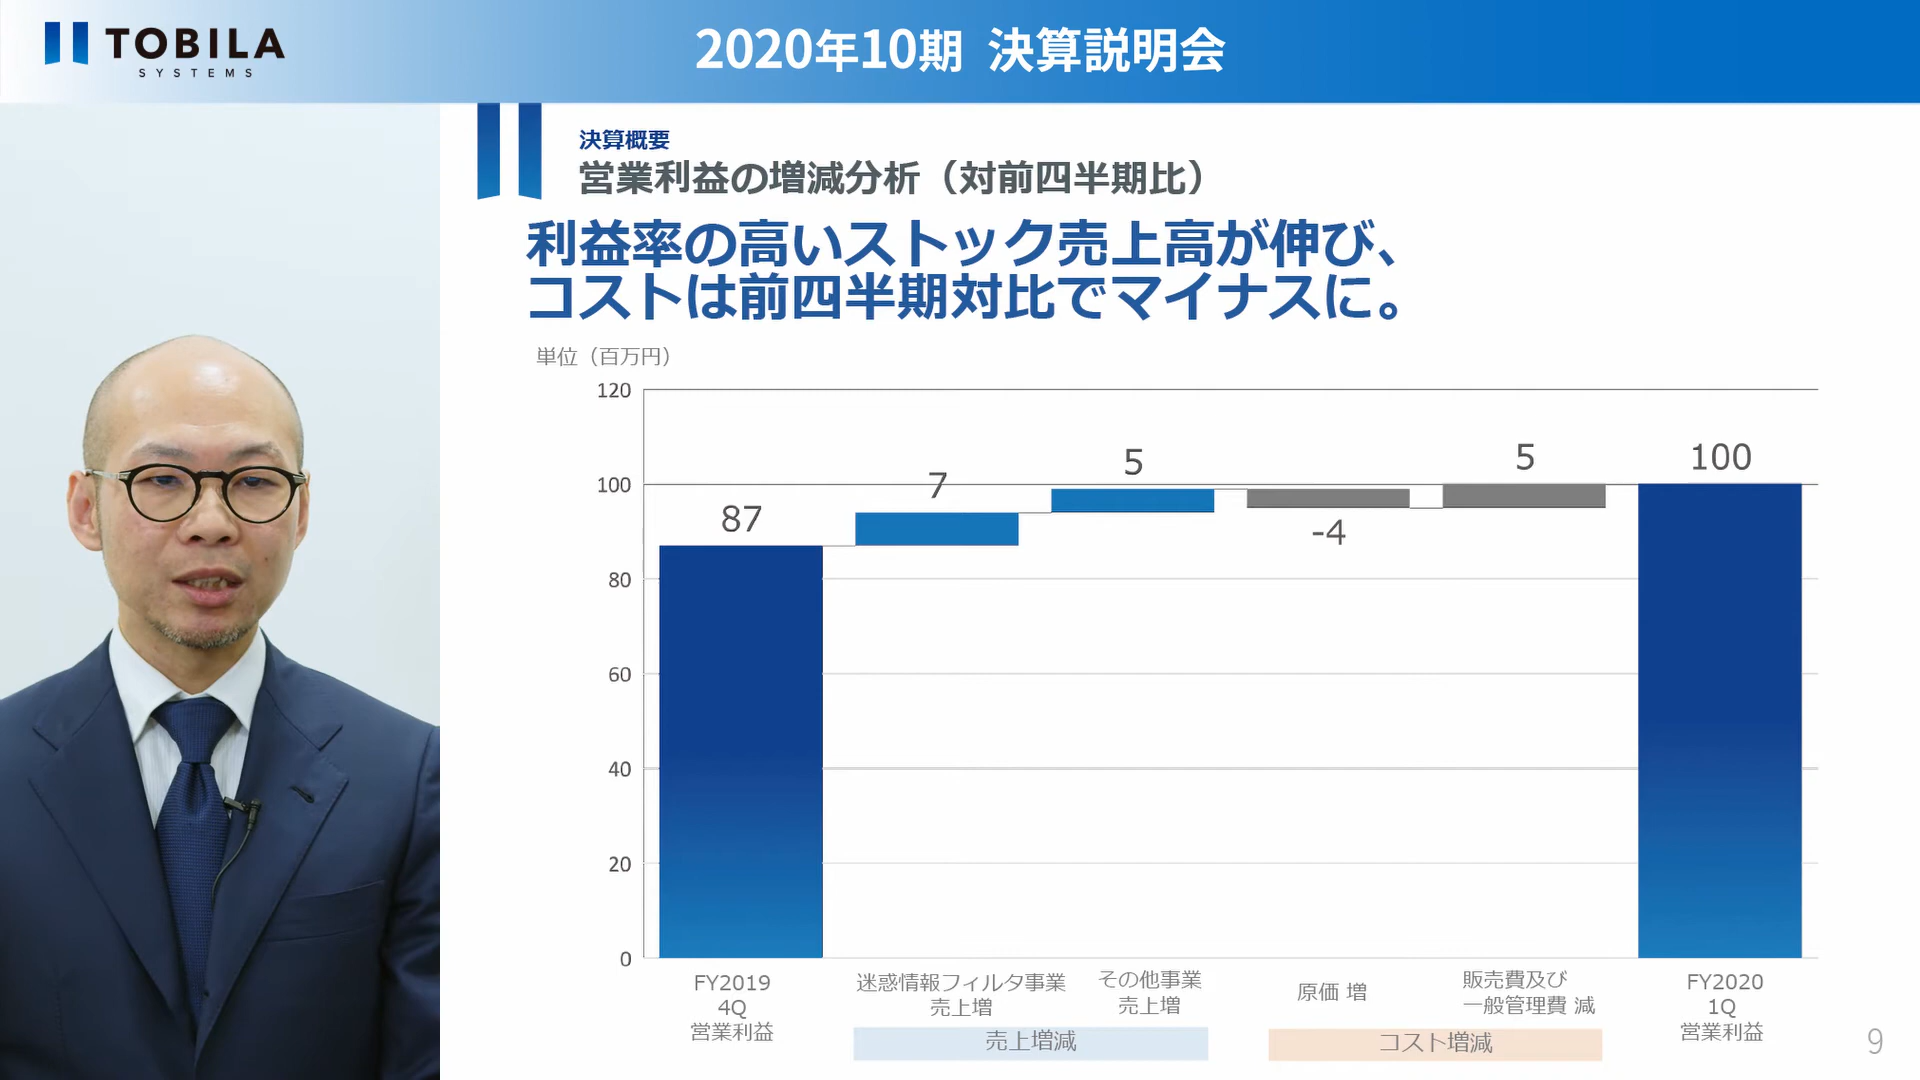 TOBILA
SYSTEMS
2020年10期 決算説明会
決算概要
営業利益の増減分析（対前四半期比）
利益率の高いストック売上高が伸び、
コストは前四半期対比でマイナスに。
単位（百万円）
120
100
80
60
40
20
0
87
7
5
-4
5
100
FY2019
4Q
営業利益
迷惑情報フィルタ事業
売上増
その他事業
売上増
原価 増
販売費及び
一般管理費 減
FY2020
1Q
営業利益
売上増減
コスト増減
9